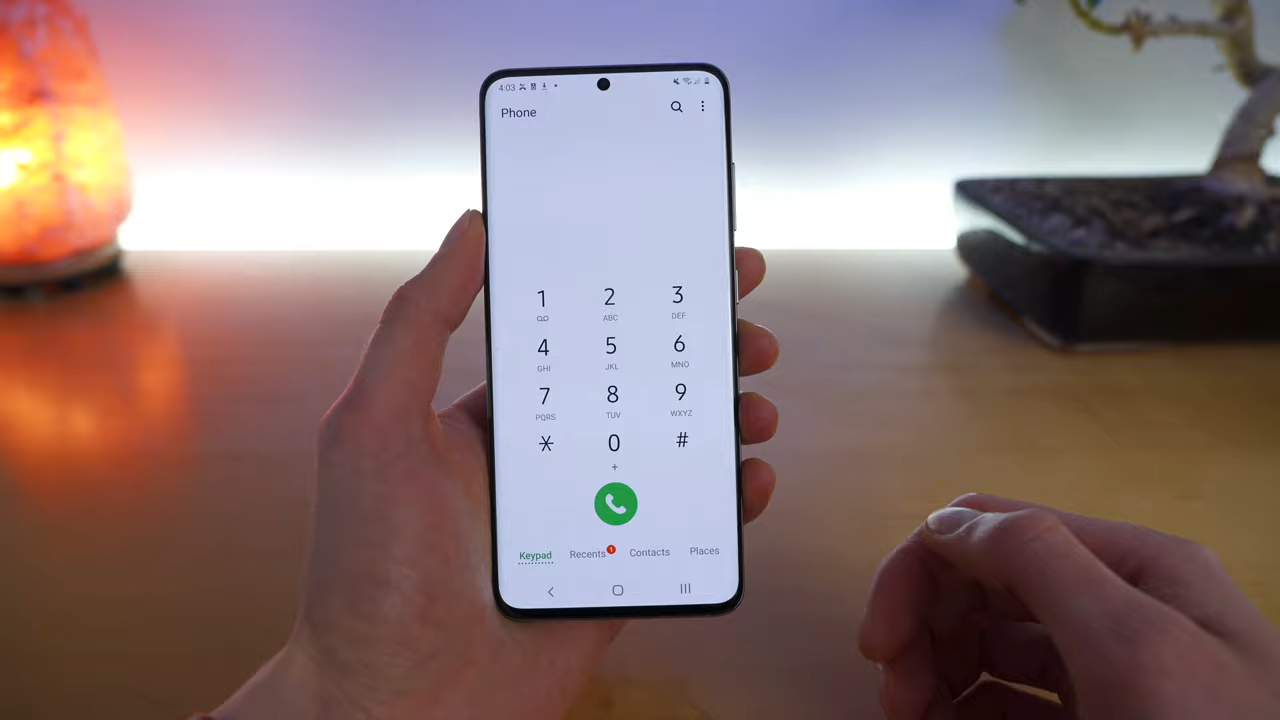 4:03
Phone
1 2 3
ABC DEF
4 5 6
GHI JKL MNO
7 8 9
PQRS TUV WXYZ
* 0 #
+
Keypad Recents 1 Contacts Places